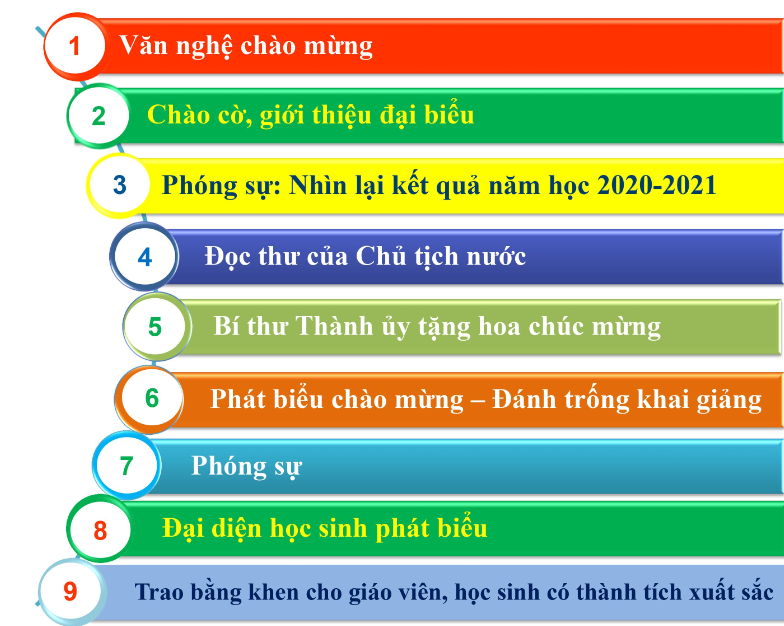 1 Văn nghệ chào mừng
2 Chào cờ, giới thiệu đại biểu
3 Phóng sự: Nhìn lại kết quả năm học 2020-2021
4 Đọc thư của Chủ tịch nước
5 Bí thư Thành ủy tặng hoa chúc mừng
6 Phát biểu chào mừng – Đánh trống khai giảng
7 Phóng sự
8 Đại diện học sinh phát biểu
9 Trao bằng khen cho giáo viên, học sinh có thành tích xuất sắc